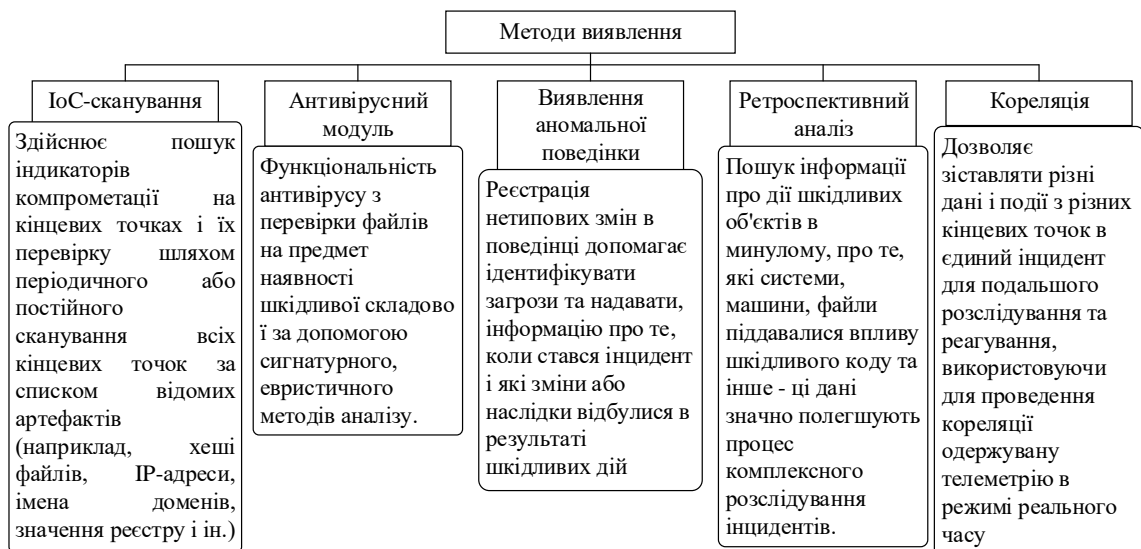 Методи виявлення
ІоС-сканування
Здійснює пошук
індикаторів
компрометації на
кінцевих точках і їх
перевірку шляхом
періодичного або
постійного
сканування всіх
кінцевих точок за
списком відомих
артефактів
(наприклад, хеші
файлів, IP-адреси,
імена доменів,
значення реєстру і ін.)
Антивірусний
модуль
Функціональність
антивірусу з
перевірки файлів
на предмет
наявності
шкідливої складово
ї за допомогою
сигнатурного,
евристичного
методів аналізу.
Виявлення
аномальної
поведінки
Реєстрація
нетипових змін в
поведінці допомагає
ідентифікувати
загрози та надавати,
інформацію про те,
коли стався інцидент
і які зміни або
наслідки відбулися в
результаті
шкідливих дій
Ретроспективний
аналіз
Пошук інформації
про дії шкідливих
об'єктів в
минулому, про те,
які системи,
машини, файли
піддавалися впливу
шкідливого коду та
інше - ці дані
значно полегшують
процес
комплексного
розслідування
інцидентів.
Кореляція
Дозволяє
зіставляти різні
дані і події з різних
кінцевих точок в
єдиний інцидент
для подальшого
розслідування та
реагування,
використовуючи
для проведення
кореляції
одержувану
телеметрію в
режимі реального
часу